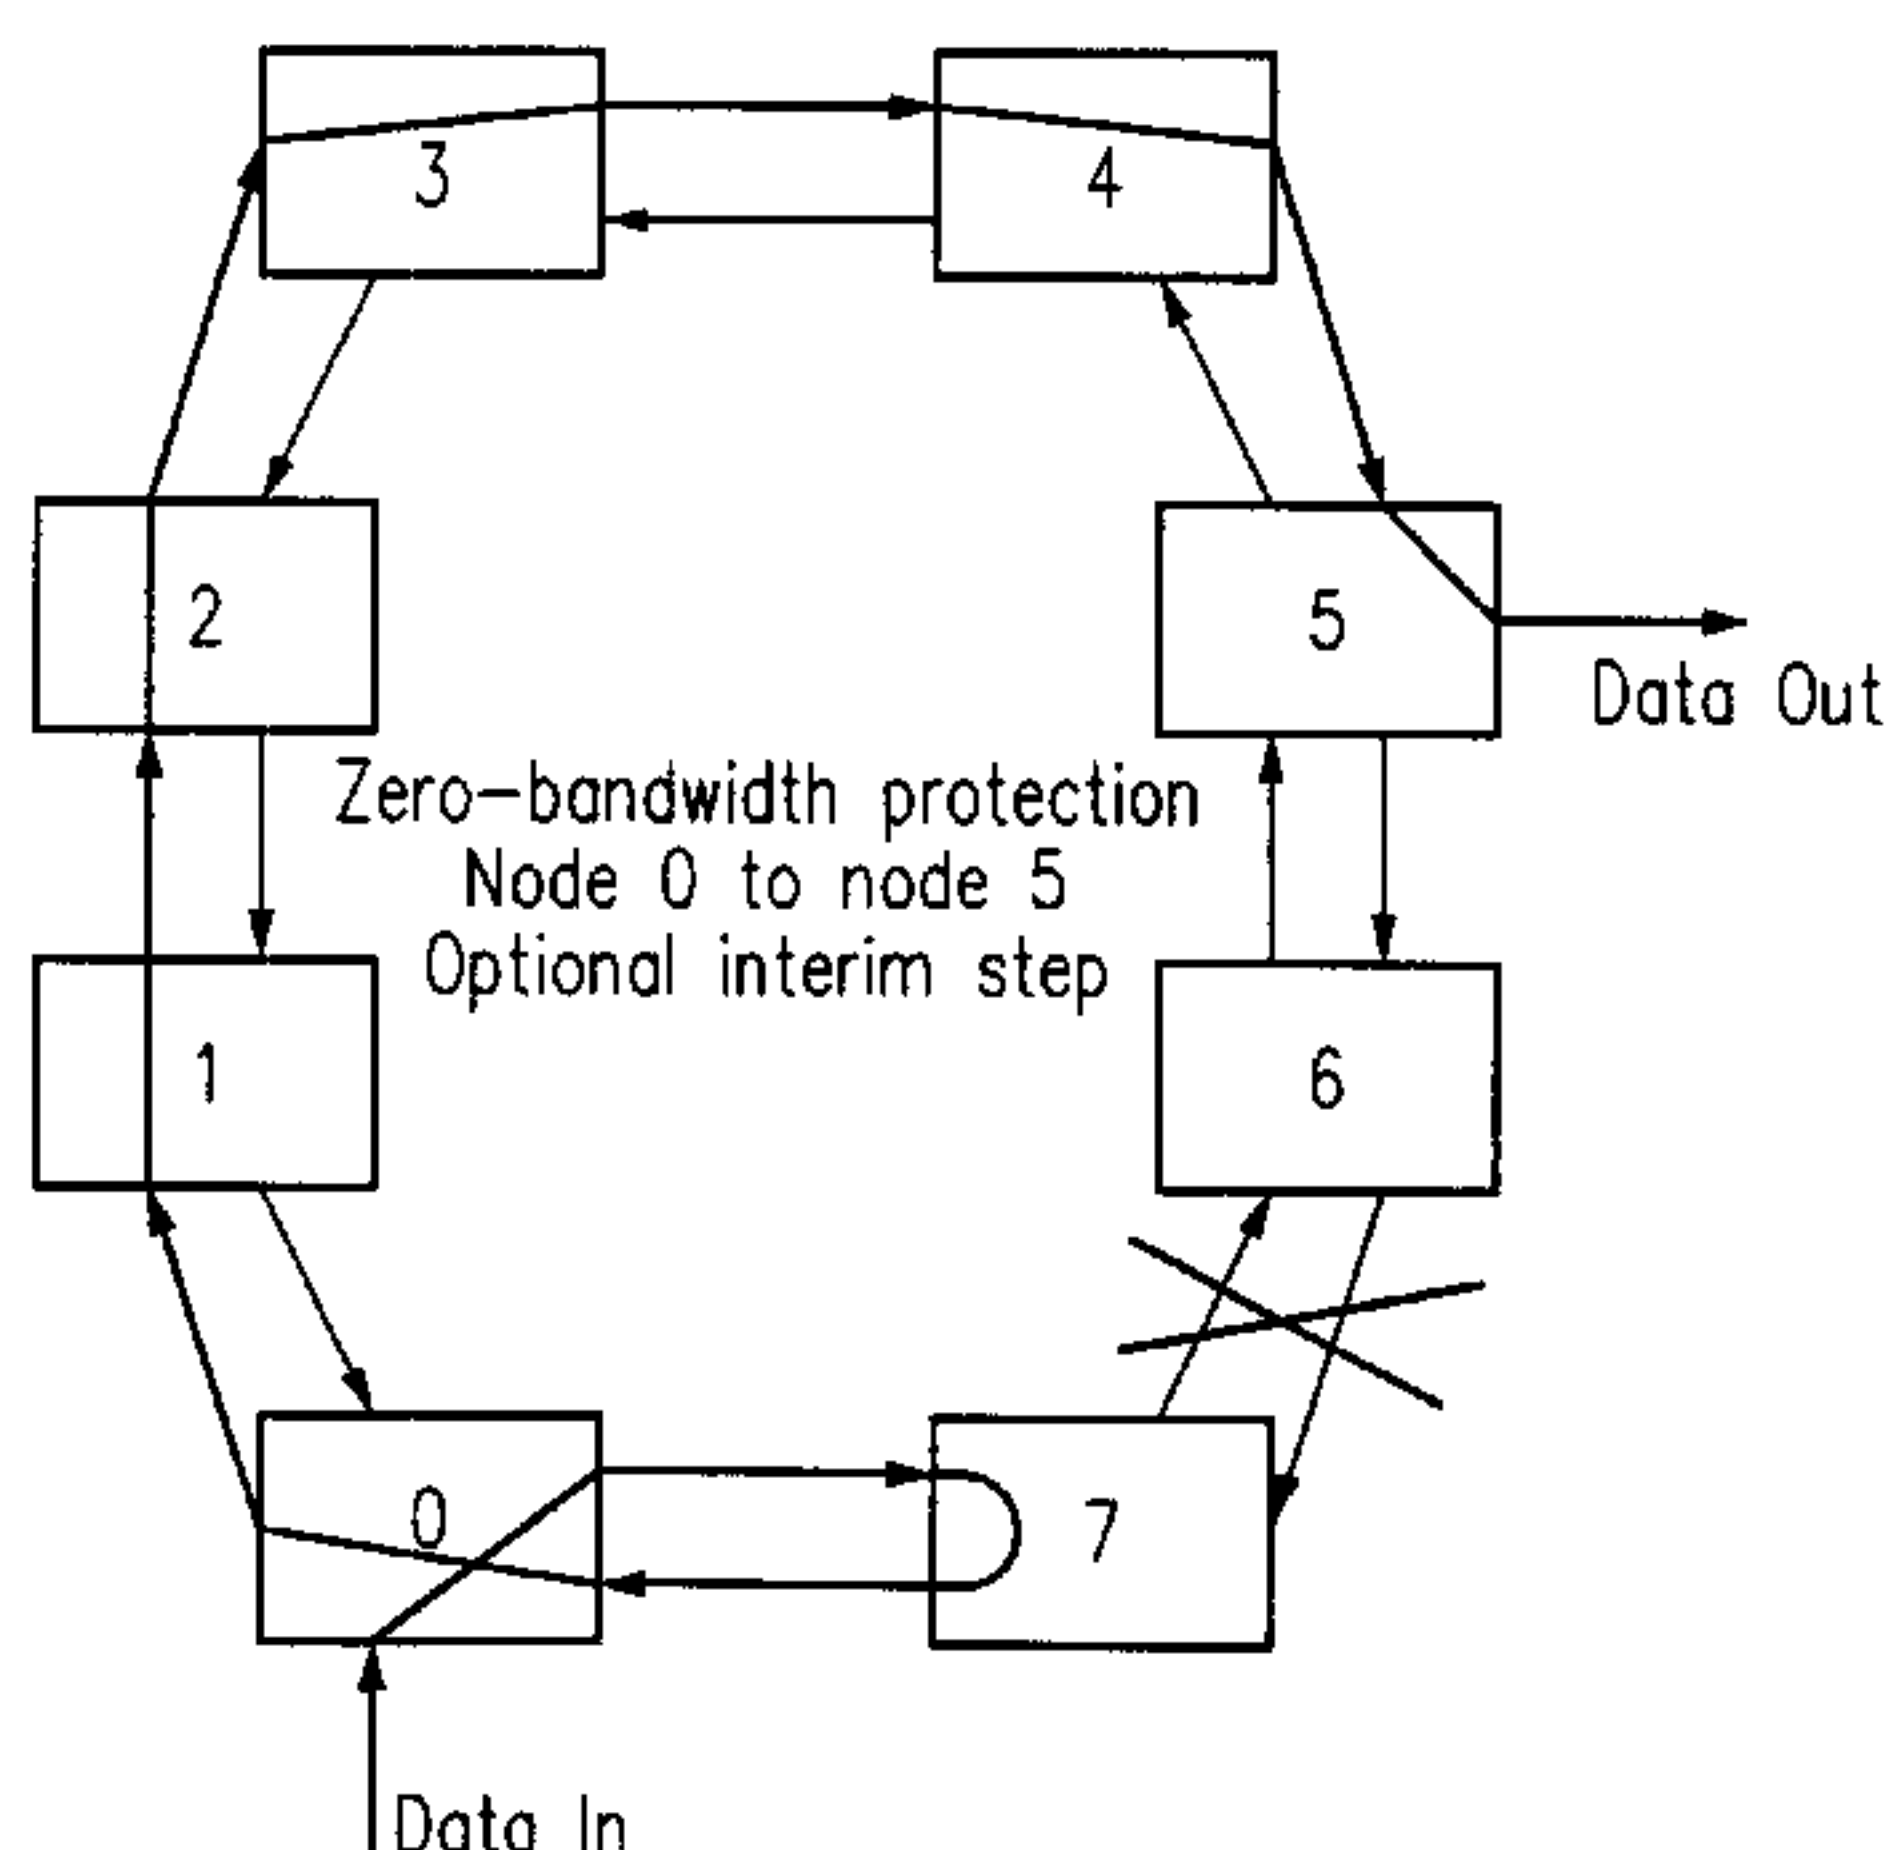 3
4
2
5
Data Out
Zero-bandwidth protection
Node 0 to node 5
Optional interim step
1
6
0
7
Data In